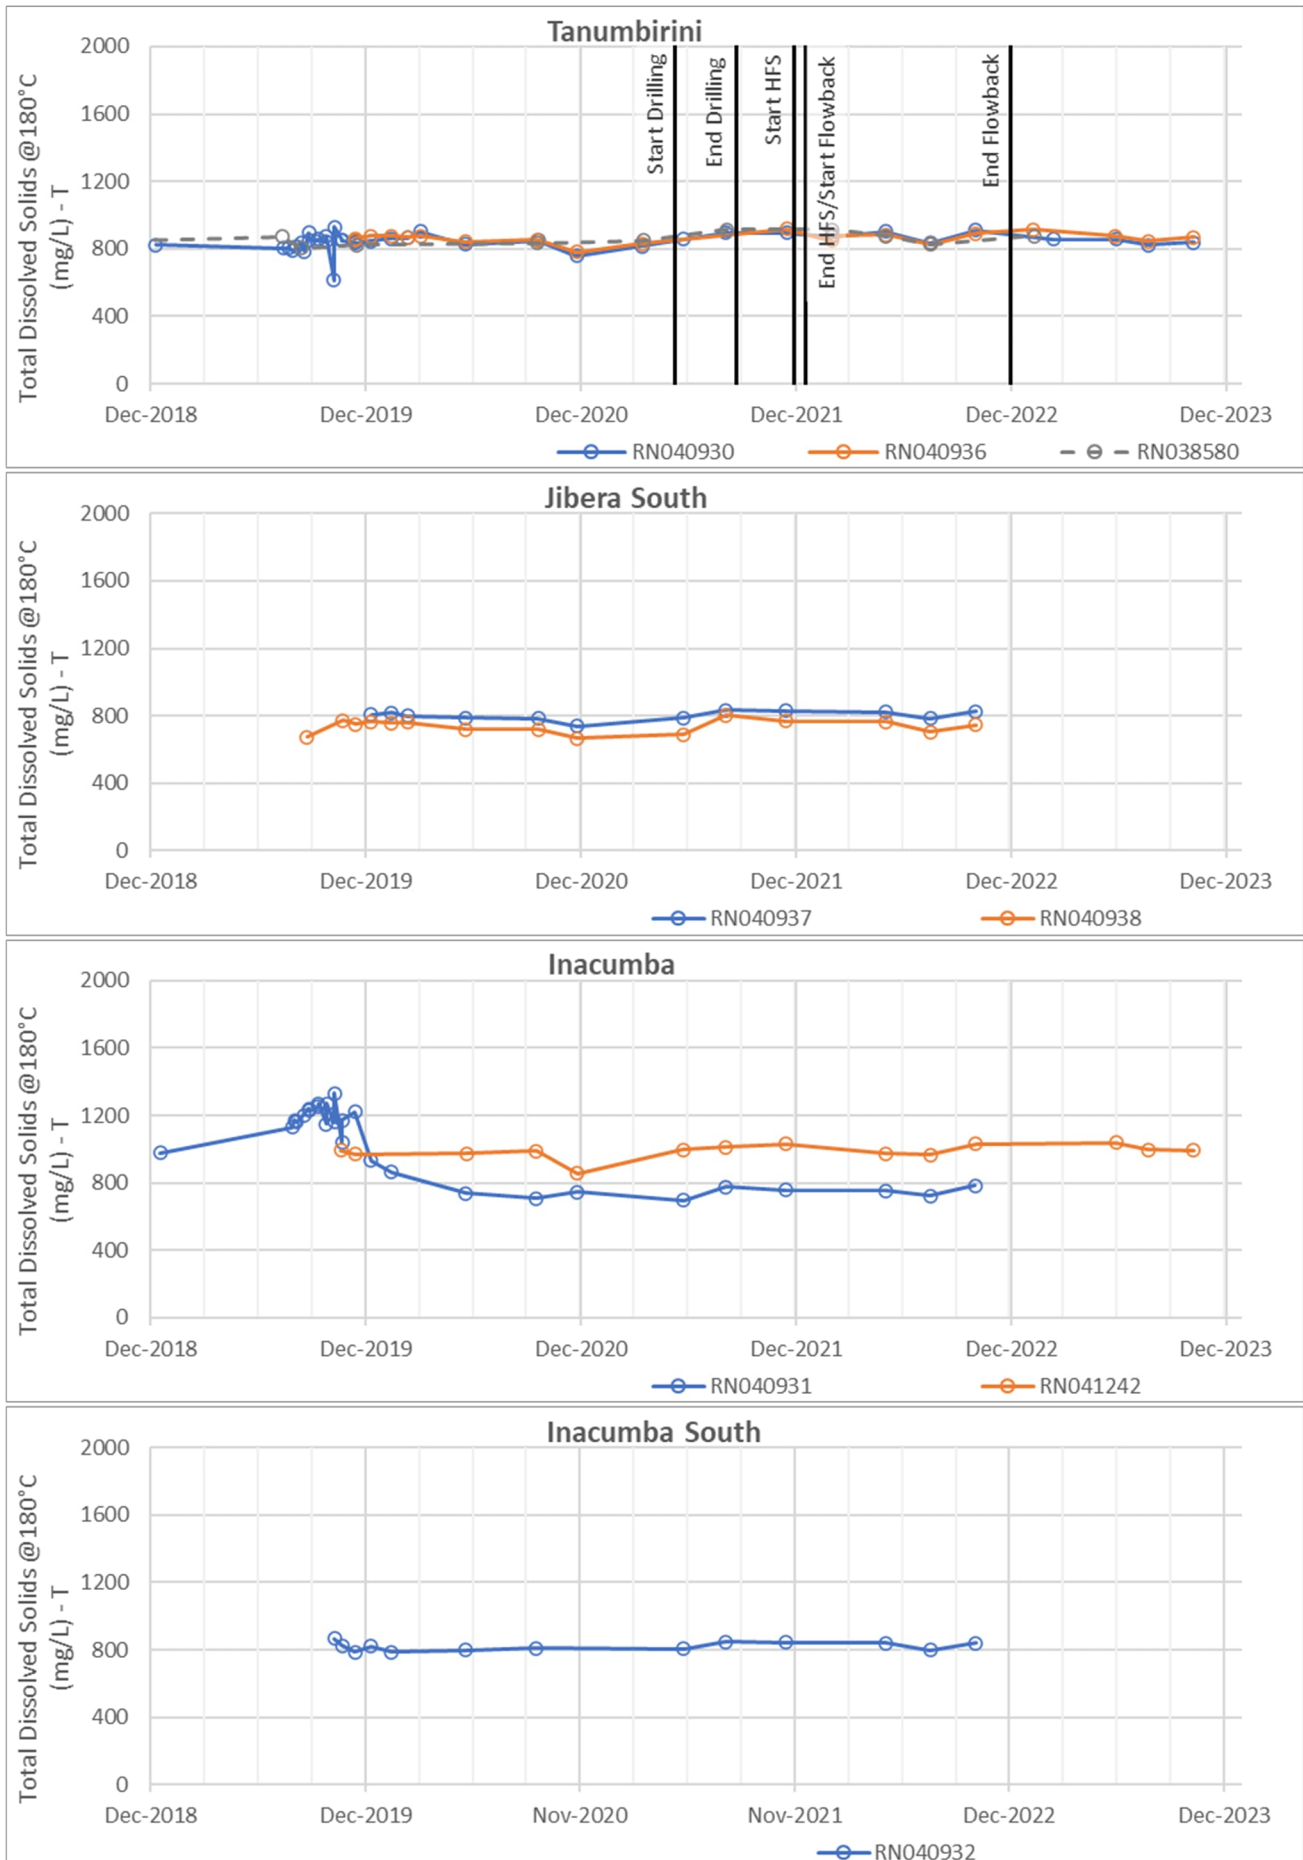 Tanumbirini
Total Dissolved Solids @180°C
(mg/L) - T
2000
1600
1200
800
400
0
Start Drilling
End Drilling
Start HFS
End HFS/Start Flowback
End Flowback
Dec-2018 Dec-2019 Dec-2020 Dec-2021 Dec-2022 Dec-2023
RN040930 RN040936 RN038580
Jibera South
Total Dissolved Solids @180°C
(mg/L) - T
2000
1600
1200
800
400
0
Dec-2018 Dec-2019 Dec-2020 Dec-2021 Dec-2022 Dec-2023
RN040937 RN040938
Inacumba
Total Dissolved Solids @180°C
(mg/L) - T
2000
1600
1200
800
400
0
Dec-2018 Dec-2019 Dec-2020 Dec-2021 Dec-2022 Dec-2023
RN040931 RN041242
Inacumba South
Total Dissolved Solids @180°C
(mg/L) - T
2000
1600
1200
800
400
0
Dec-2018 Dec-2019 Nov-2020 Nov-2021 Dec-2022 Dec-2023
RN040932